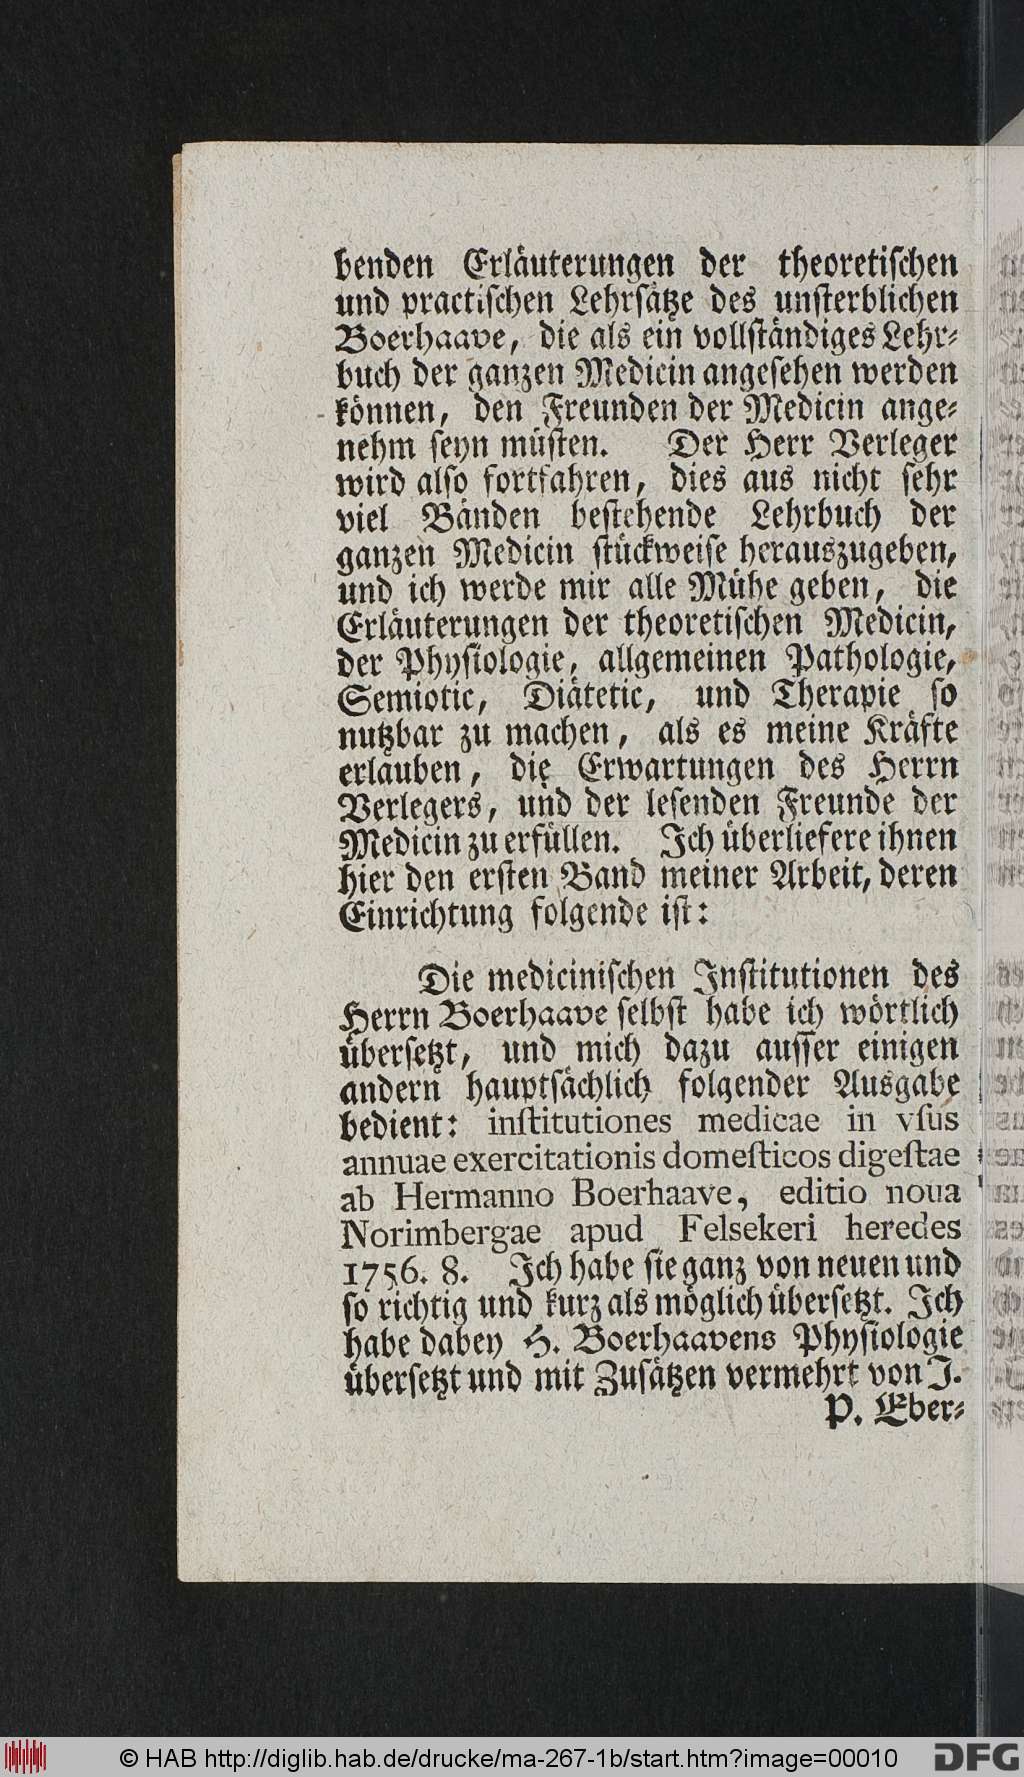 benden Erläuterungen der theoretiſchen
und practiſchen Lehrſätze des unſterblichen
Boerhaave, die als ein vollſtändiges Lehr⸗
buch der ganzen Medicin angeſehen werden
können, den Freunden der Medicin ange⸗
nehm ſeyn müſten. Der Herr Verleger
wird alſo fortfahren, dies aus nicht ſehr
viel Bänden beſtehende Lehrbuch der
ganzen Medicin ſtückweiſe herauszugeben,
und ich werde mir alle Mühe geben, die
Erläuterungen der theoretiſchen Medicin,
der Phyſiologie, allgemeinen Pathologie,
Semiotic, Diätetic, und Therapie ſo
nutzbar zu machen, als es meine Kräfte
erlauben, die Erwartungen des Herrn
Verlegers, und der leſenden Freunde der
Medicin zu erfüllen. Ich überliefere ihnen
hier den erſten Band meiner Arbeit, deren
Einrichtung folgende iſt:
Die mediciniſchen Inſtitutionen des
Herrn Boerhaave ſelbſt habe ich wörtlich
überſetzt, und mich dazu auſſer einigen
andern hauptſächlich folgender Ausgabe
bedient: inſtitutiones medicae in vſus
annuae exercitationis domeſticos digeſtae
ab Hermanno Boerhaave, editio noua
Norimbergae apud Felsekeri heredes
1756. 8. Ich habe ſie ganz von neuen und
ſo richtig und kurz als möglich überſetzt. Ich
habe dabey H. Boerhaavens Phyſiologie
überſetzt und mit Zuſätzen vermehrt von J.
P. Eber⸗
© HAB http://diglib.hab.de/drucke/ma-267-1b/start.htm?image=00010
DFG